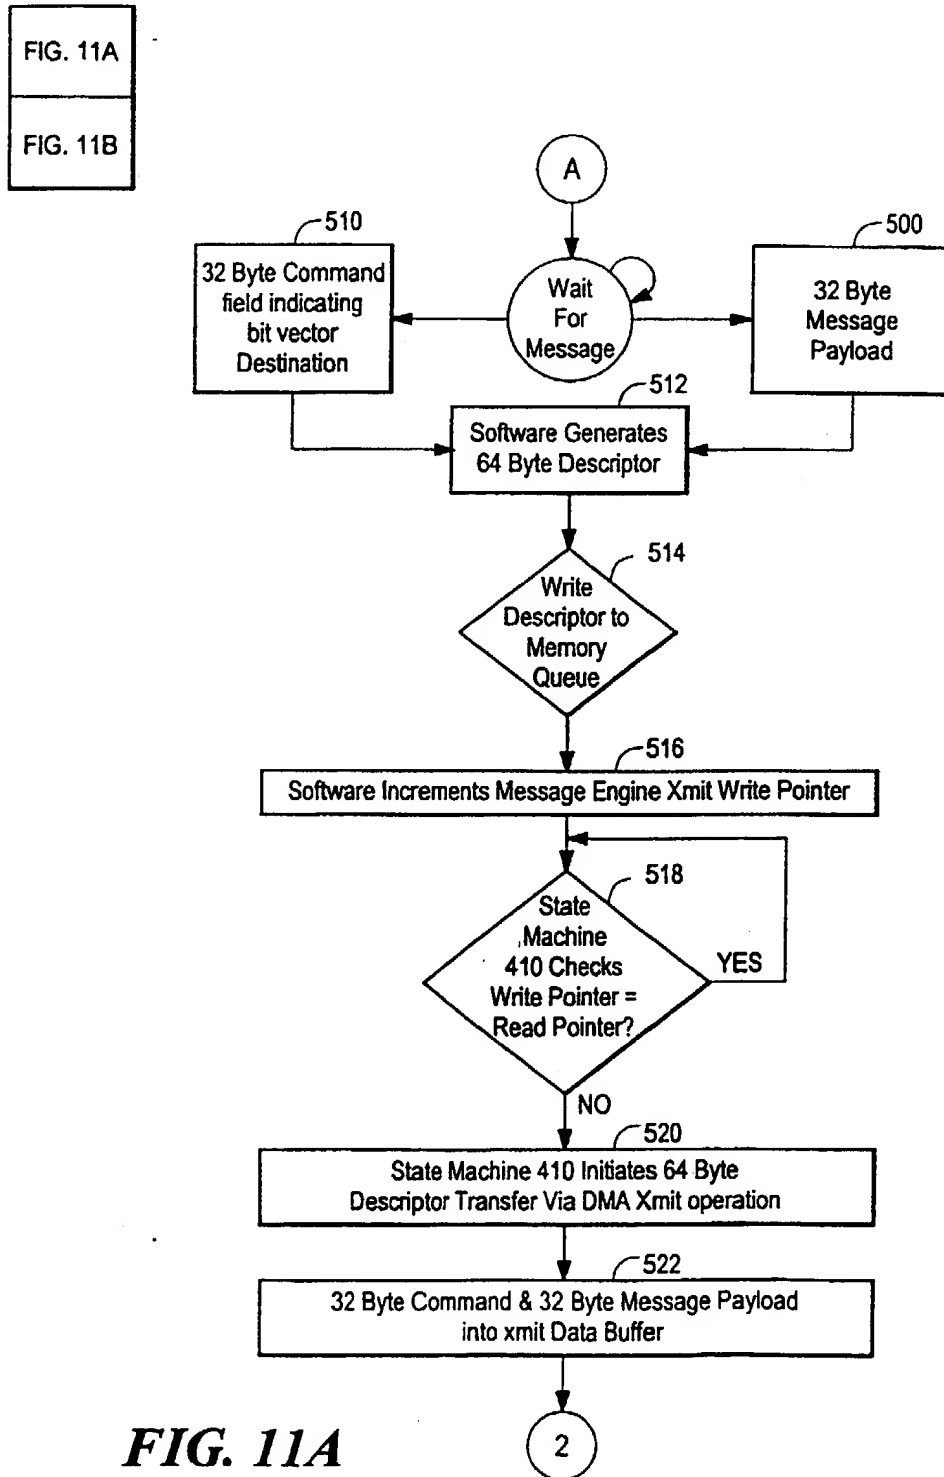 FIG. 11A
FIG. 11B
A
510
500
32 Byte Command
field indicating
bit vector
Destination
Wait
For
Message
32 Byte
Message
Payload
512
Software Generates
64 Byte Descriptor
514
Write
Descriptor to
Memory
Queue
516
Software Increments Message Engine Xmit Write Pointer
518
State
Machine
410 Checks
Write Pointer =
Read Pointer?
YES
NO
520
State Machine 410 Initiates 64 Byte
Descriptor Transfer Via DMA Xmit operation
522
32 Byte Command & 32 Byte Message Payload
into xmit Data Buffer
2
FIG. 11A